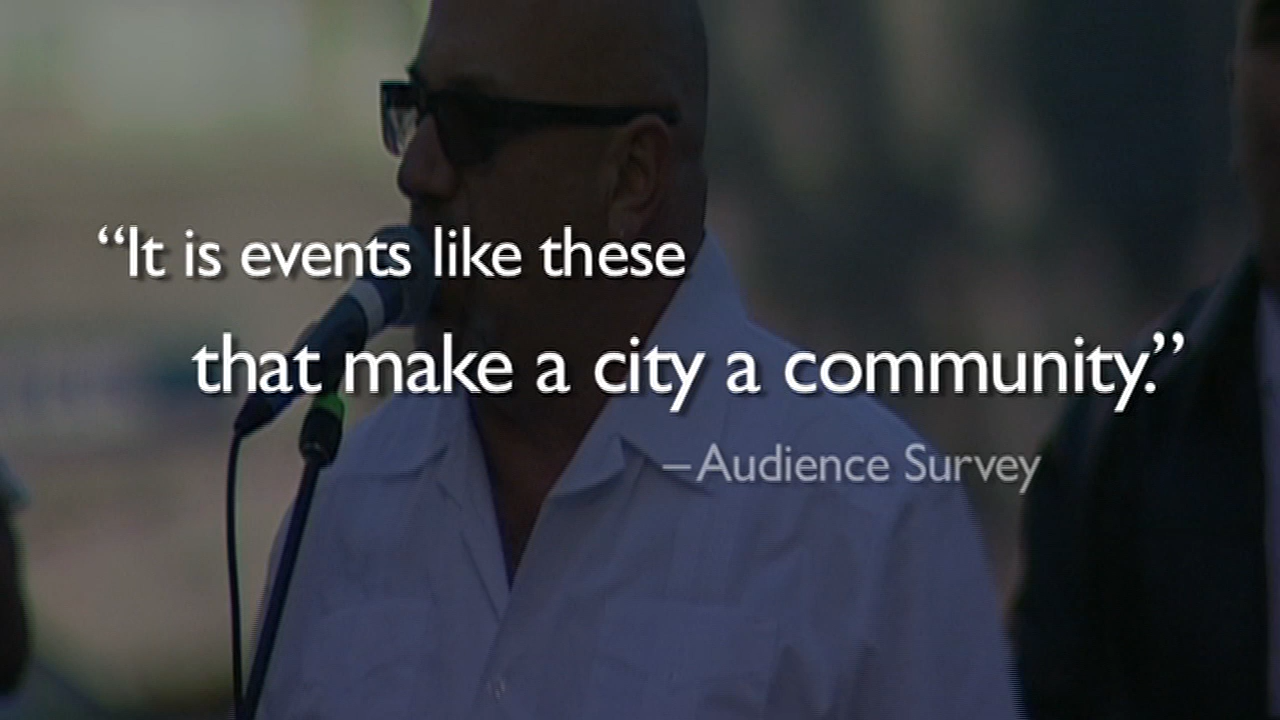 “It is events like these
that make a city a community.”
–Audience Survey